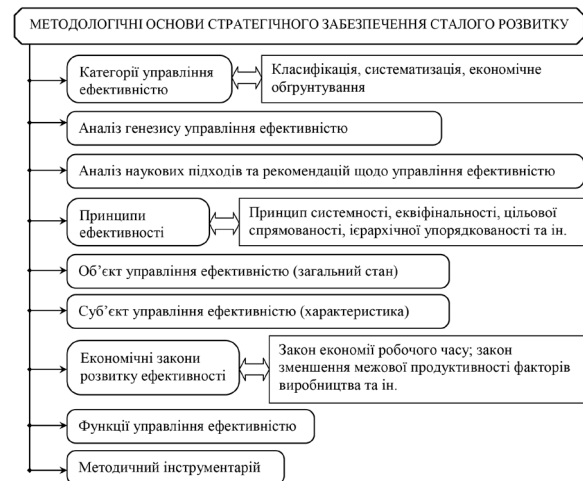 МЕТОДОЛОГІЧНІ ОСНОВИ СТРАТЕГІЧНОГО ЗАБЕЗПЕЧЕННЯ СТАЛОГО РОЗВИТКУ
Категорії управління
ефективністю
Класифікація, систематизація, економічне
обґрунтування
Аналіз генезису управління ефективністю
Аналіз наукових підходів та рекомендацій щодо управління ефективністю
Принципи
ефективності
Принцип системності, еквіфінальності, цільової
спрямованості, ієрархічної упорядкованості та ін.
Об’єкт управління ефективністю (загальний стан)
Суб’єкт управління ефективністю (характеристика)
Економічні закони
розвитку ефективності
Закон економії робочого часу; закон
зменшення межової продуктивності факторів
виробництва та ін.
Функції управління ефективністю
Методичний інструментарій